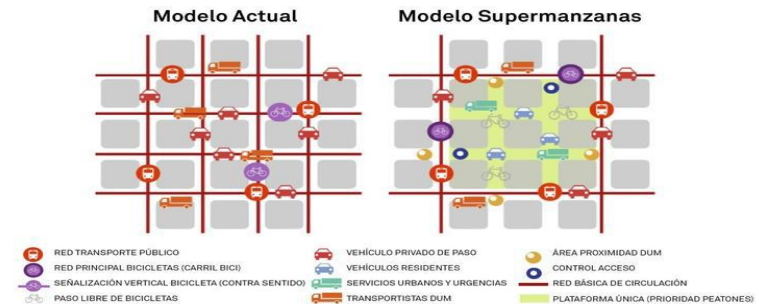 Modelo Actual
Modelo Supermanzanas
RED TRANSPORTE PÚBLICO
RED PRINCIPAL BICICLETAS (CARRIL BICI)
SEÑALIZACIÓN VERTICAL BICICLETA (CONTRA SENTIDO)
PASO LIBRE DE BICICLETAS
VEHÍCULO PRIVADO DE PASO
VEHÍCULOS RESIDENTES
SERVICIOS URBANOS Y URGENCIAS
TRANSPORTISTAS DUM
ÁREA PROXIMIDAD DUM
CONTROL ACCESO
RED BÁSICA DE CIRCULACIÓN
PLATAFORMA ÚNICA (PRIORIDAD PEATONES)